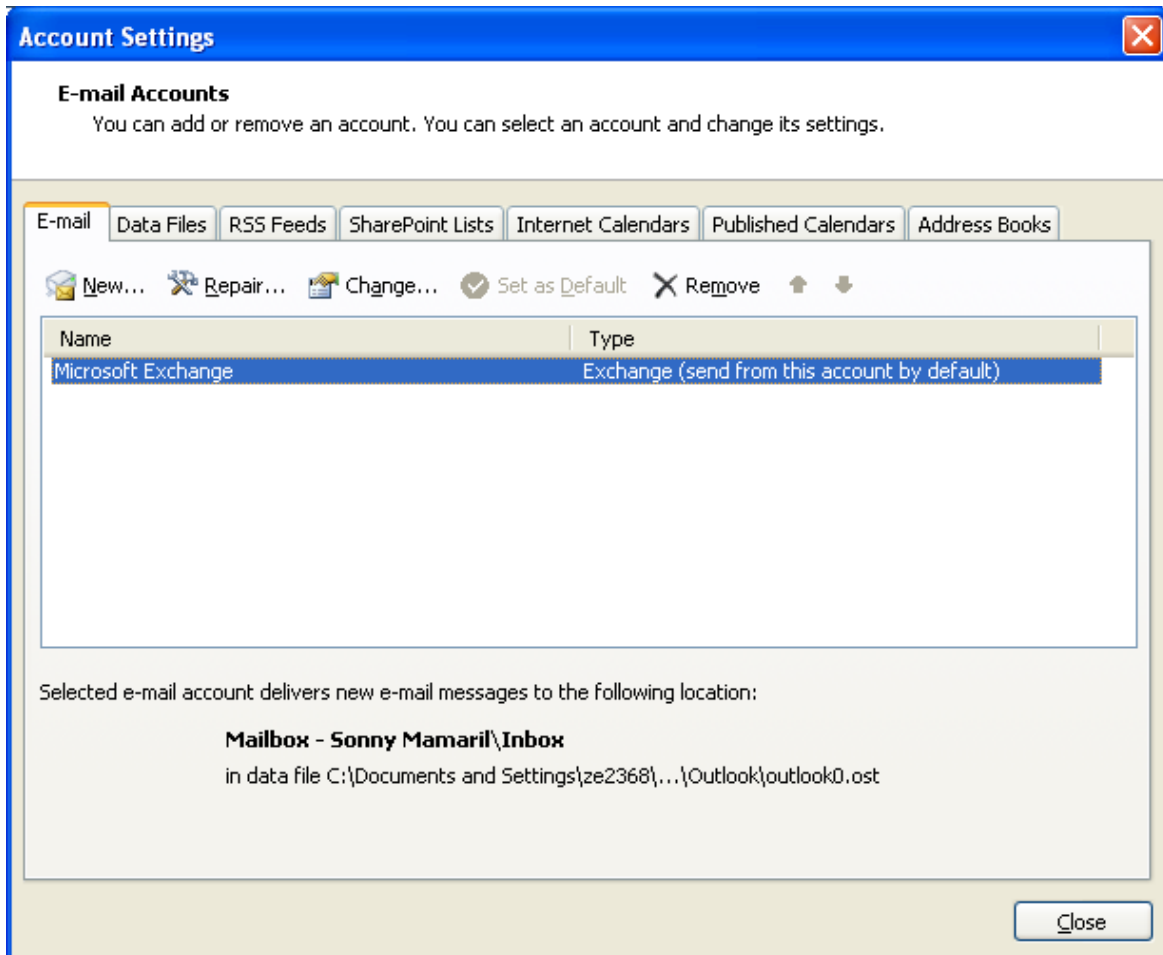 Account Settings
E-mail Accounts
You can add or remove an account. You can select an account and change its settings.
E-mail Data Files RSS Feeds SharePoint Lists Internet Calendars Published Calendars Address Books
New... Repair... Change... Set as Default Remove
Name Type
Microsoft Exchange Exchange (send from this account by default)
Selected e-mail account delivers new e-mail messages to the following location:
Mailbox - Sonny Mamaril\Inbox
in data file C:\Documents and Settings\ze2368\...\Outlook\outlook0.ost
Close